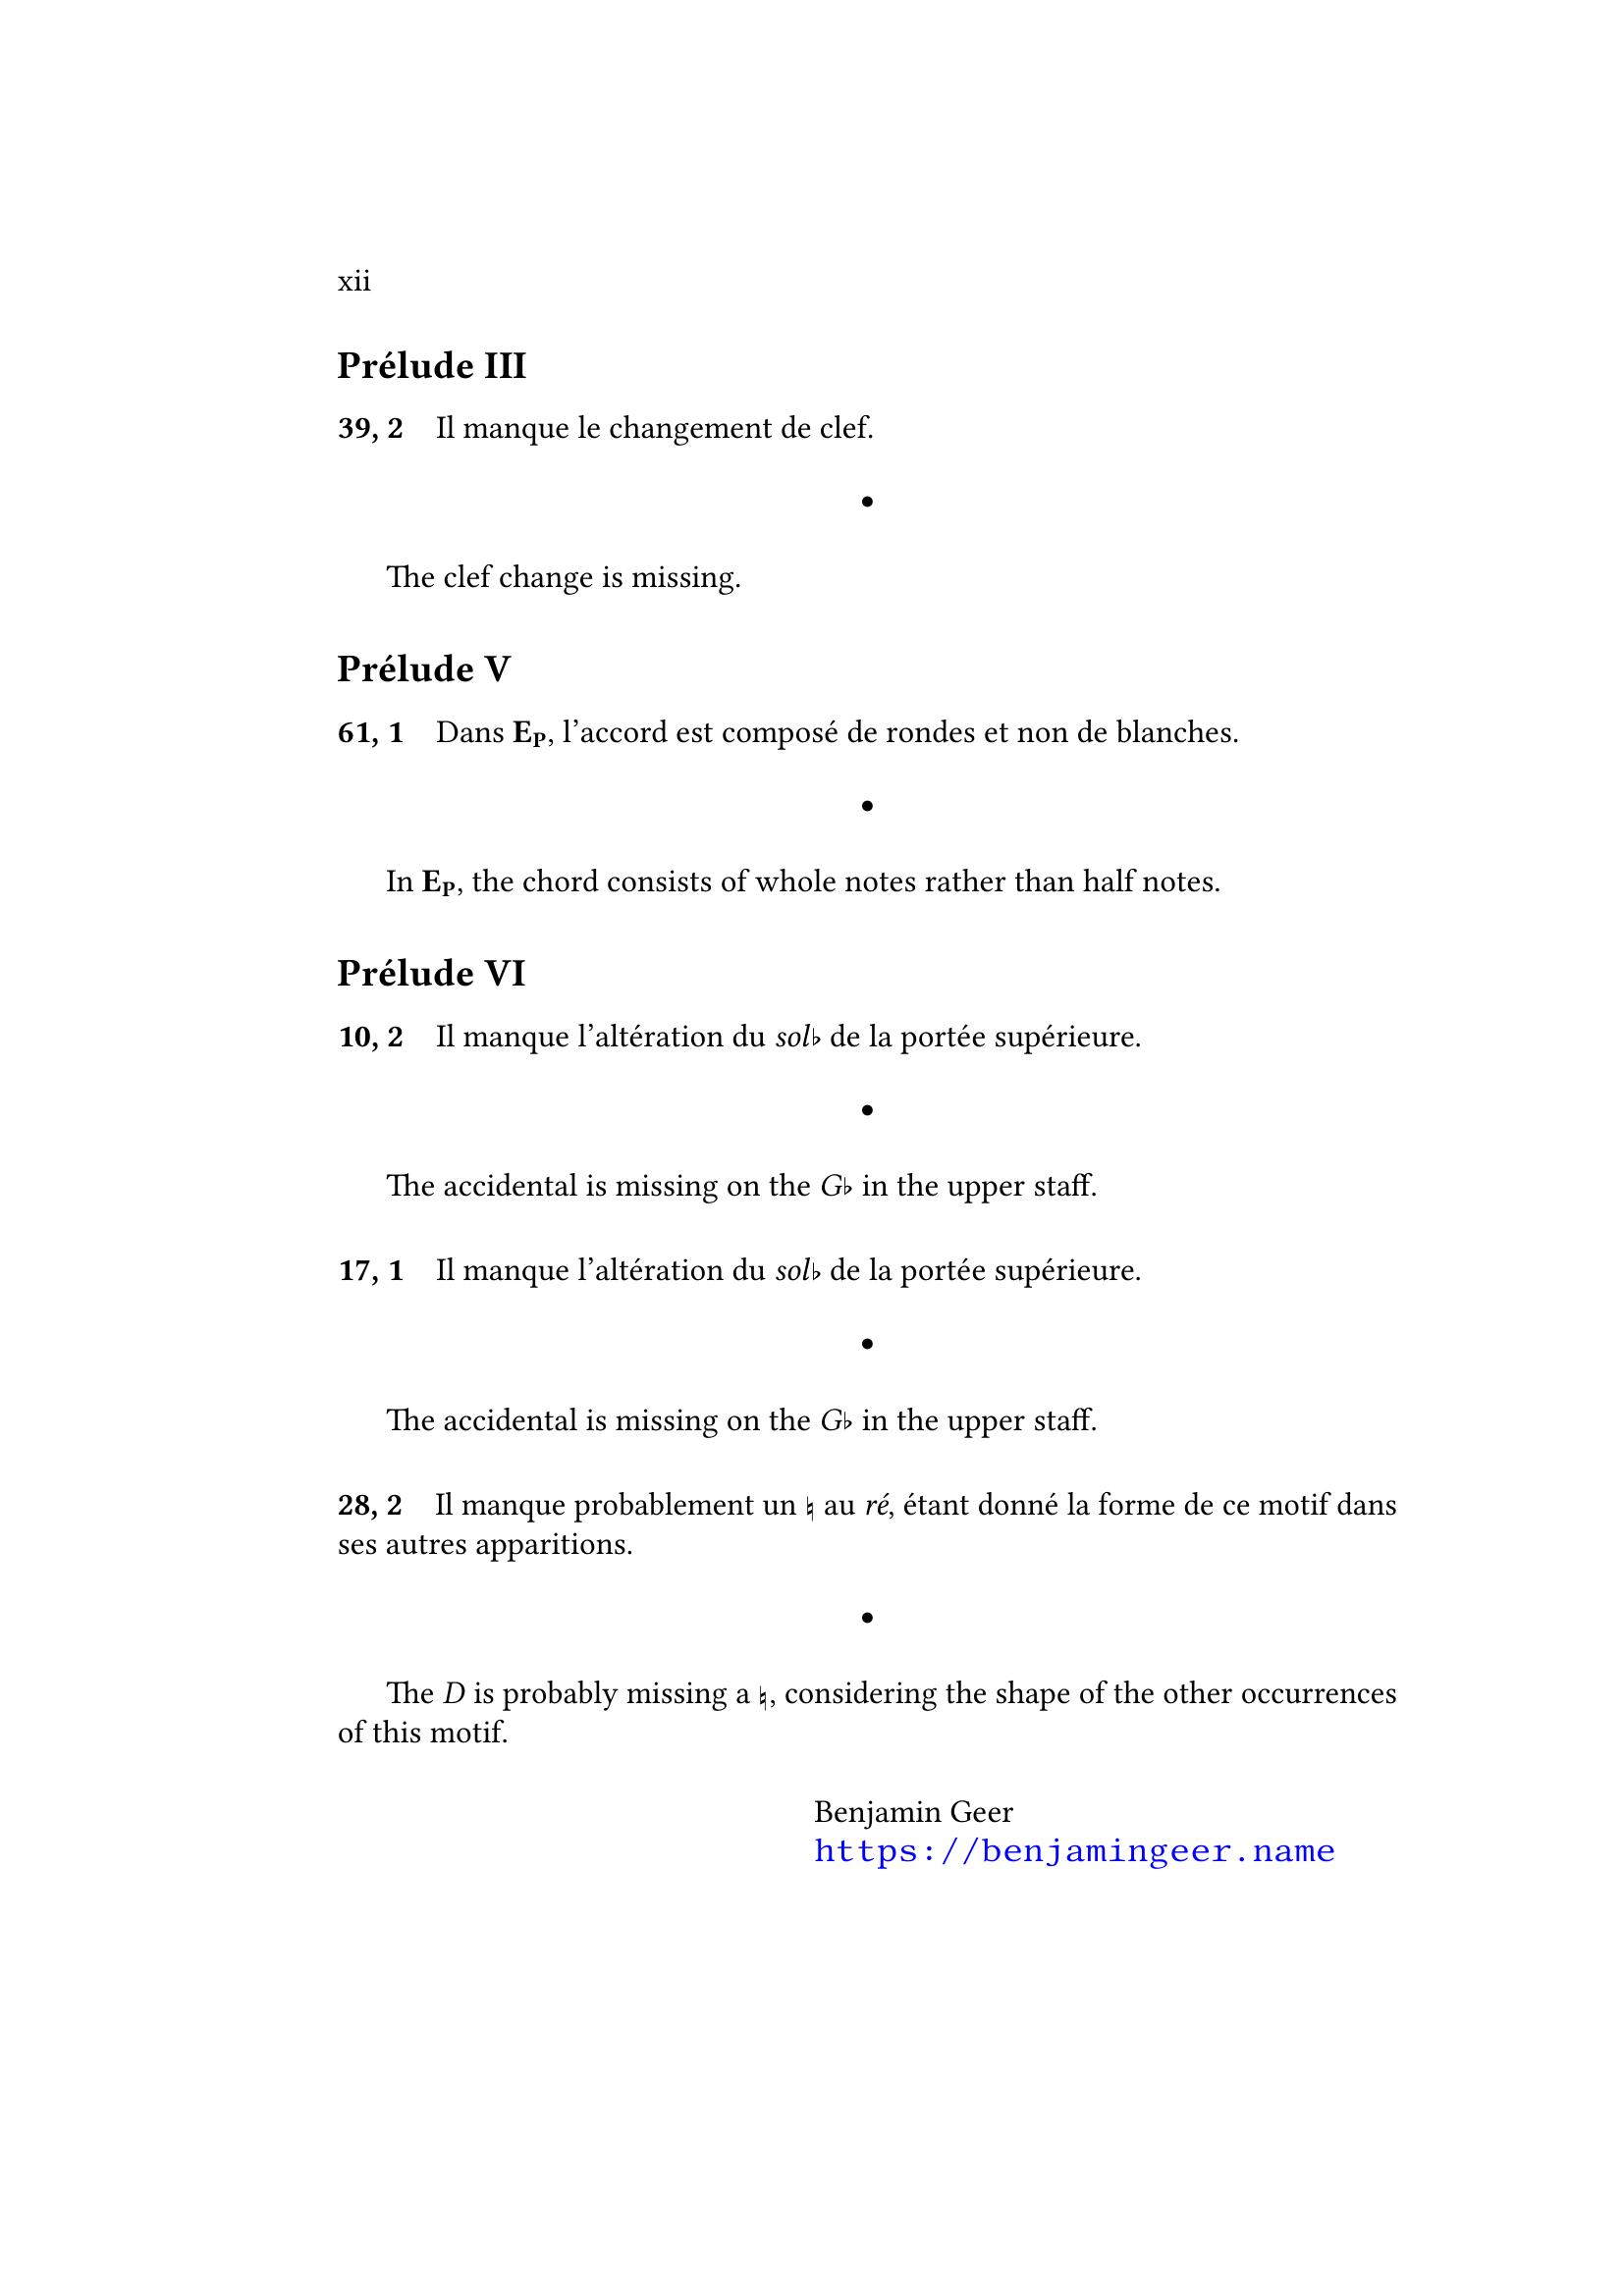 xii
Prélude III
39, 2 Il manque le changement de clef.
•
The clef change is missing.
Prélude V
61, 1 Dans EP, l’accord est composé de rondes et non de blanches.
•
In EP, the chord consists of whole notes rather than half notes.
Prélude VI
10, 2 Il manque l’altération du sol♭ de la portée supérieure.
•
The accidental is missing on the G♭ in the upper staff.
17, 1 Il manque l’altération du sol♭ de la portée supérieure.
•
The accidental is missing on the G♭ in the upper staff.
28, 2 Il manque probablement un ♮ au ré, étant donné la forme de ce motif dans
ses autres apparitions.
•
The D is probably missing a ♮, considering the shape of the other occurrences
of this motif.
Benjamin Geer
https://benjamingeer.name